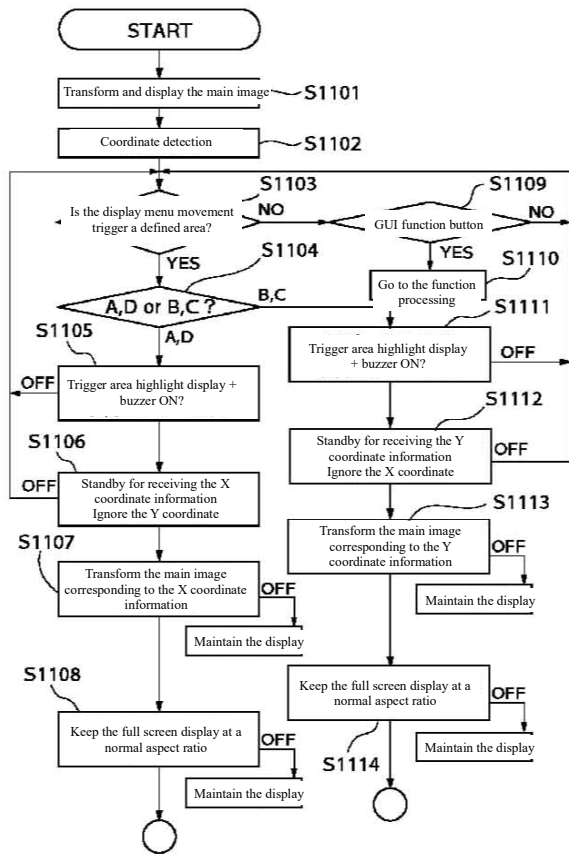 START
Transform and display the main image
S1101
Coordinate detection
S1102
S1103
Is the display menu movement
trigger a defined area?
NO
YES
S1109
GUI function button
NO
YES
S1104
A,D or B,C ?
B,C
A,D
S1110
Go to the function
processing
S1105
Trigger area highlight display +
buzzer ON?
OFF
S1111
Trigger area highlight display
+ buzzer ON?
OFF
S1106
Standby for receiving the X
coordinate information
Ignore the Y coordinate
OFF
S1112
Standby for receiving the Y
coordinate information
Ignore the X coordinate
OFF
S1107
Transform the main image
corresponding to the X coordinate
information
OFF
Maintain the display
S1113
Transform the main image
corresponding to the Y
coordinate information
OFF
Maintain the display
S1108
Keep the full screen display at a
normal aspect ratio
OFF
Maintain the display
Keep the full screen display at a
normal aspect ratio
OFF
Maintain the display
S1114